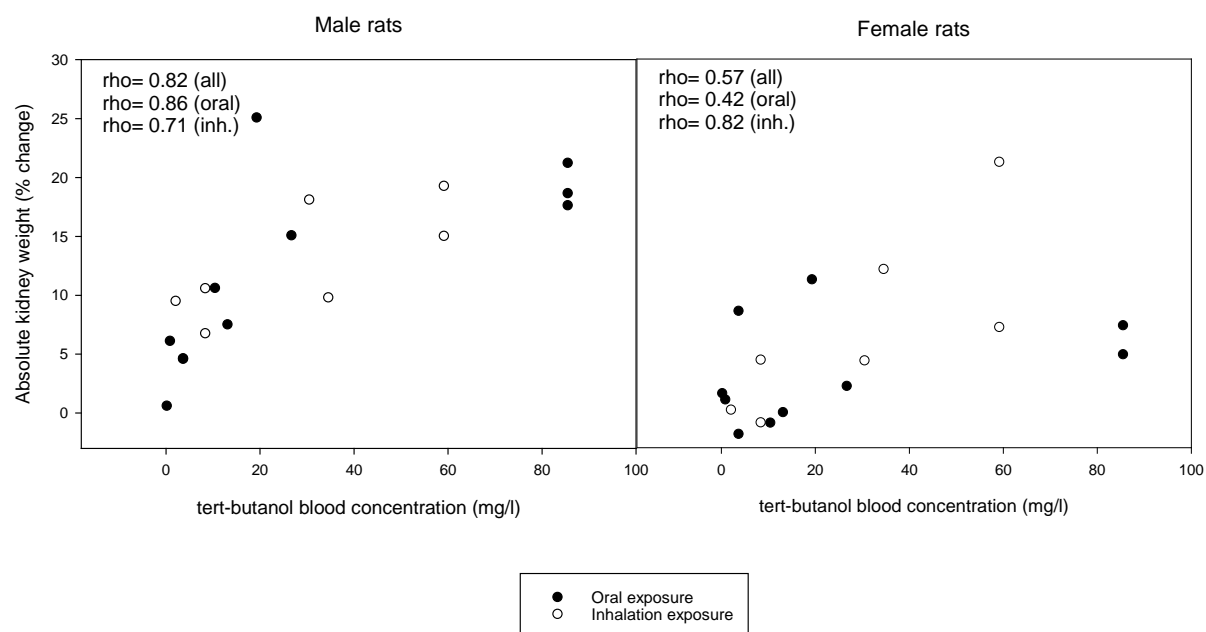 Male rats
Female rats
Absolute kidney weight (% change)
30
25
20
15
10
5
0
rho= 0.82 (all)
rho= 0.86 (oral)
rho= 0.71 (inh.)
rho= 0.57 (all)
rho= 0.42 (oral)
rho= 0.82 (inh.)
0 20 40 60 80 100
0 20 40 60 80 100
tert-butanol blood concentration (mg/l)
tert-butanol blood concentration (mg/l)
Oral exposure
Inhalation exposure